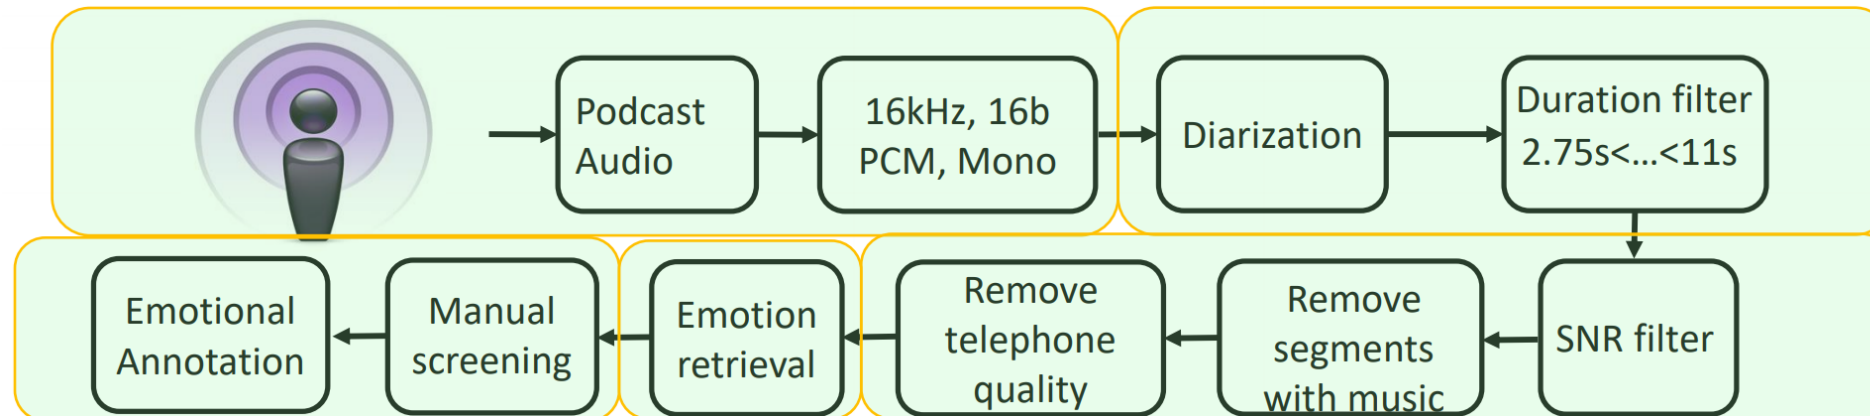 Podcast
Audio
16kHz, 16b
PCM, Mono
Diarization
Duration filter
2.75s<...<11s
SNR filter
Remove
segments
with music
Remove
telephone
quality
Emotion
retrieval
Manual
screening
Emotional
Annotation